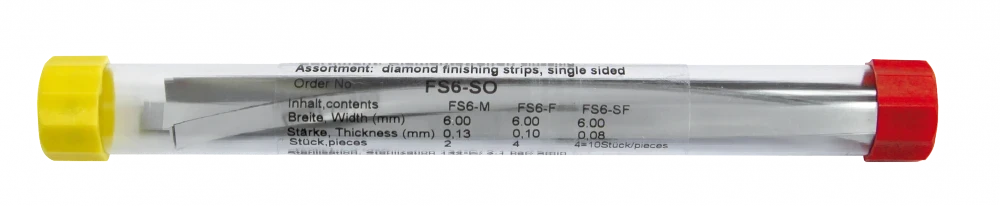 Assortment: diamond finishing strips, single sided
Order No FS6-SO
Inhalt,contents FS6-M FS6-F FS6-SF
Breite, Width (mm) 6.00 6.00 6.00
Stärke, Thickness (mm) 0,13 0,10 0,08
Stück,pieces 2 4 4=10Stück/pieces